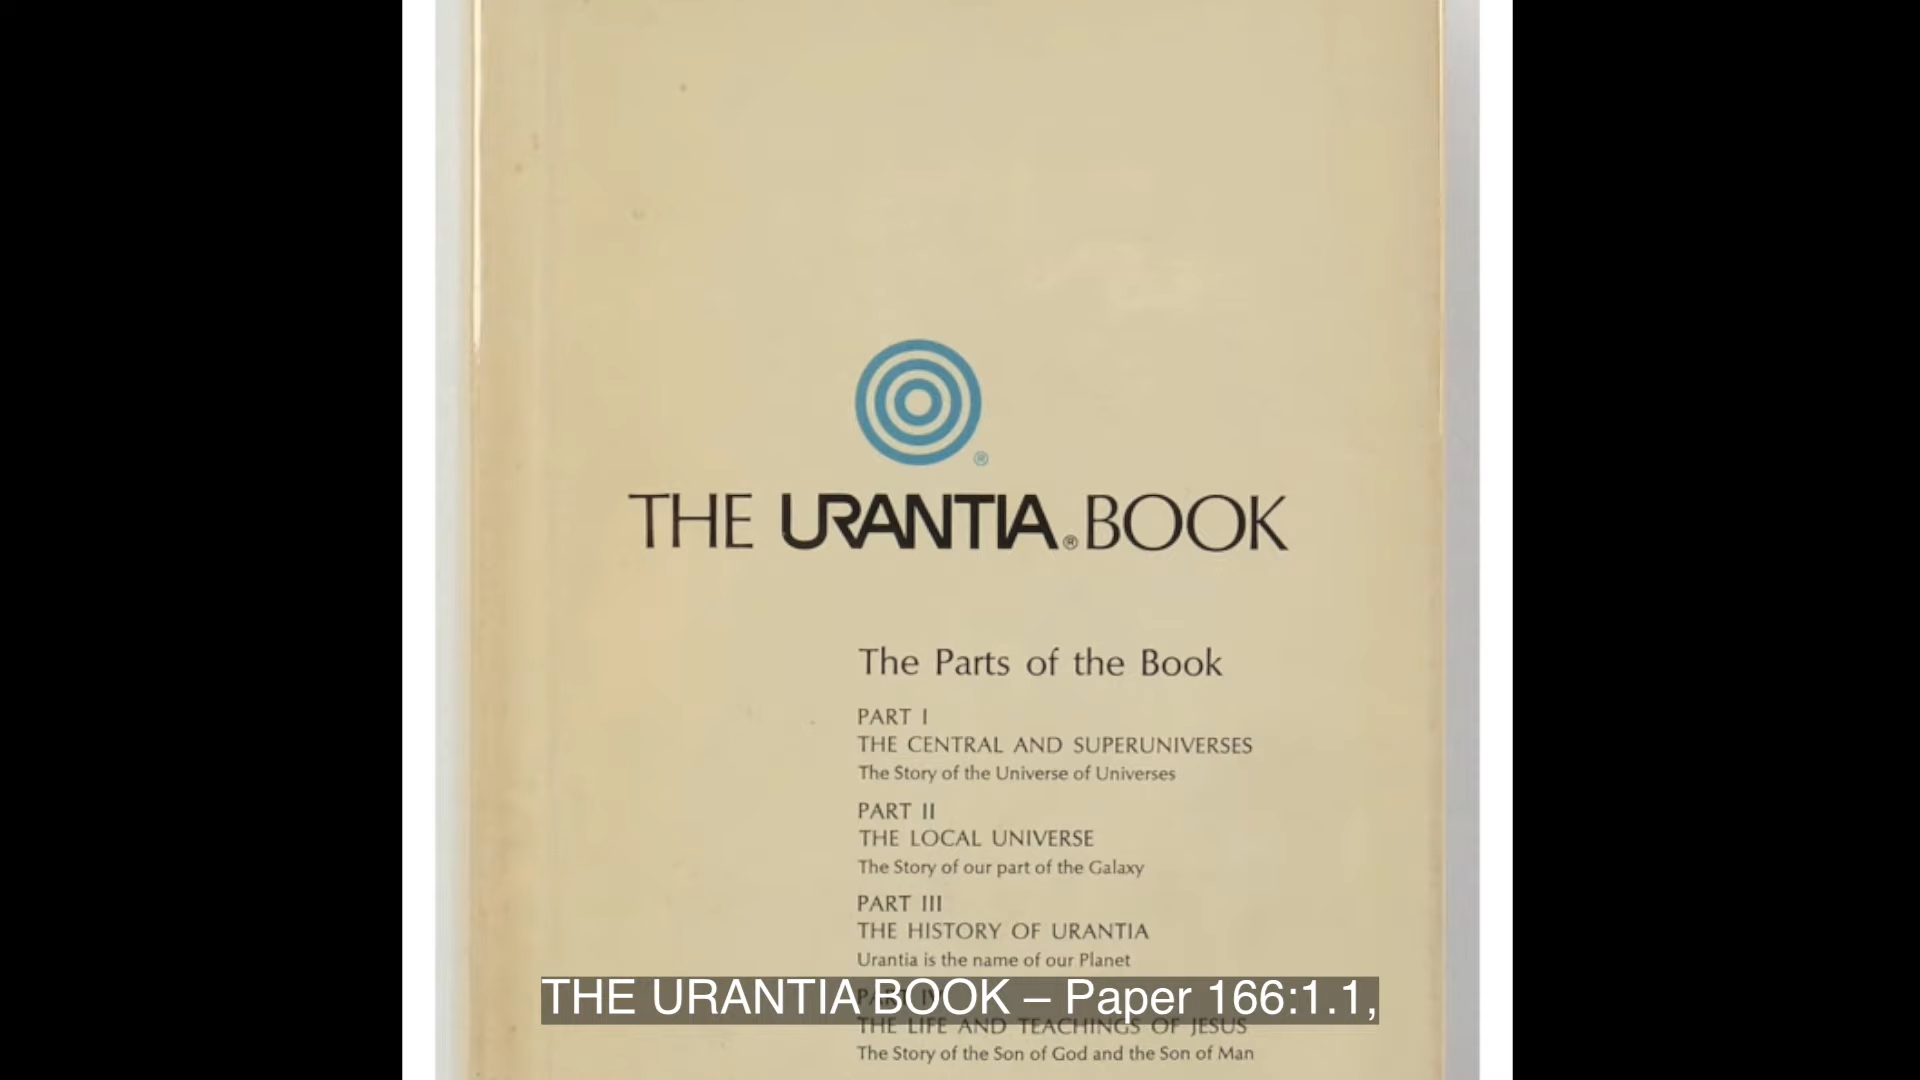 ®
THE URANTIA® BOOK
The Parts of the Book
PART I
THE CENTRAL AND SUPERUNIVERSES
The Story of the Universe of Universes
PART II
THE LOCAL UNIVERSE
The Story of our part of the Galaxy
PART III
THE HISTORY OF URANTIA
Urantia is the name of our Planet
THE URANTIA BOOK – Paper 166:1.1,
PART IV
THE LIFE AND TEACHINGS OF JESUS
The Story of the Son of God and the Son of Man